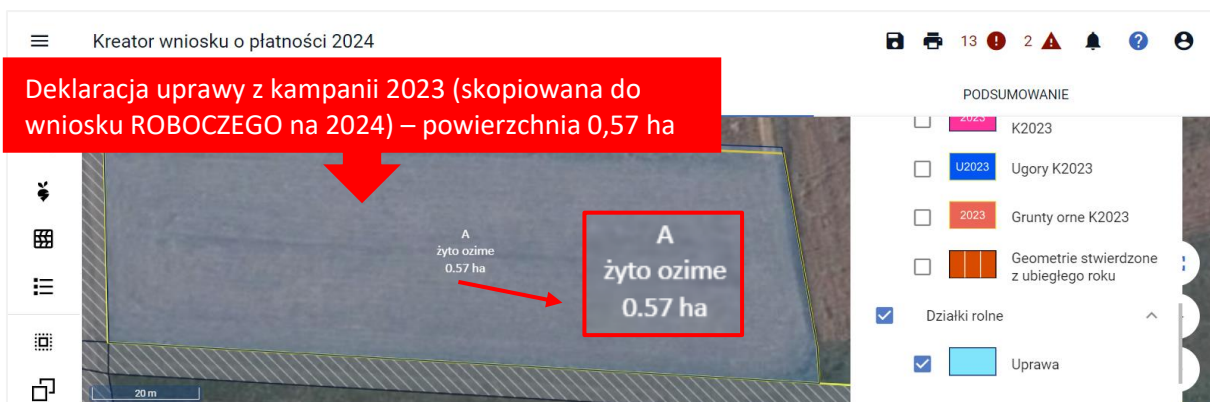 Kreator wniosku o płatności 2024
13
2
Deklaracja uprawy z kampanii 2023 (skopiowana do
wniosku ROBOCZEGO na 2024) – powierzchnia 0,57 ha
PODSUMOWANIE
2023
K2023
U2023
Ugory K2023
2023
Grunty orne K2023
Geometrie stwierdzone
z ubiegłego roku
Działki rolne
Uprawa
A
żyto ozime
0.57 ha
A
żyto ozime
0.57 ha
20 m